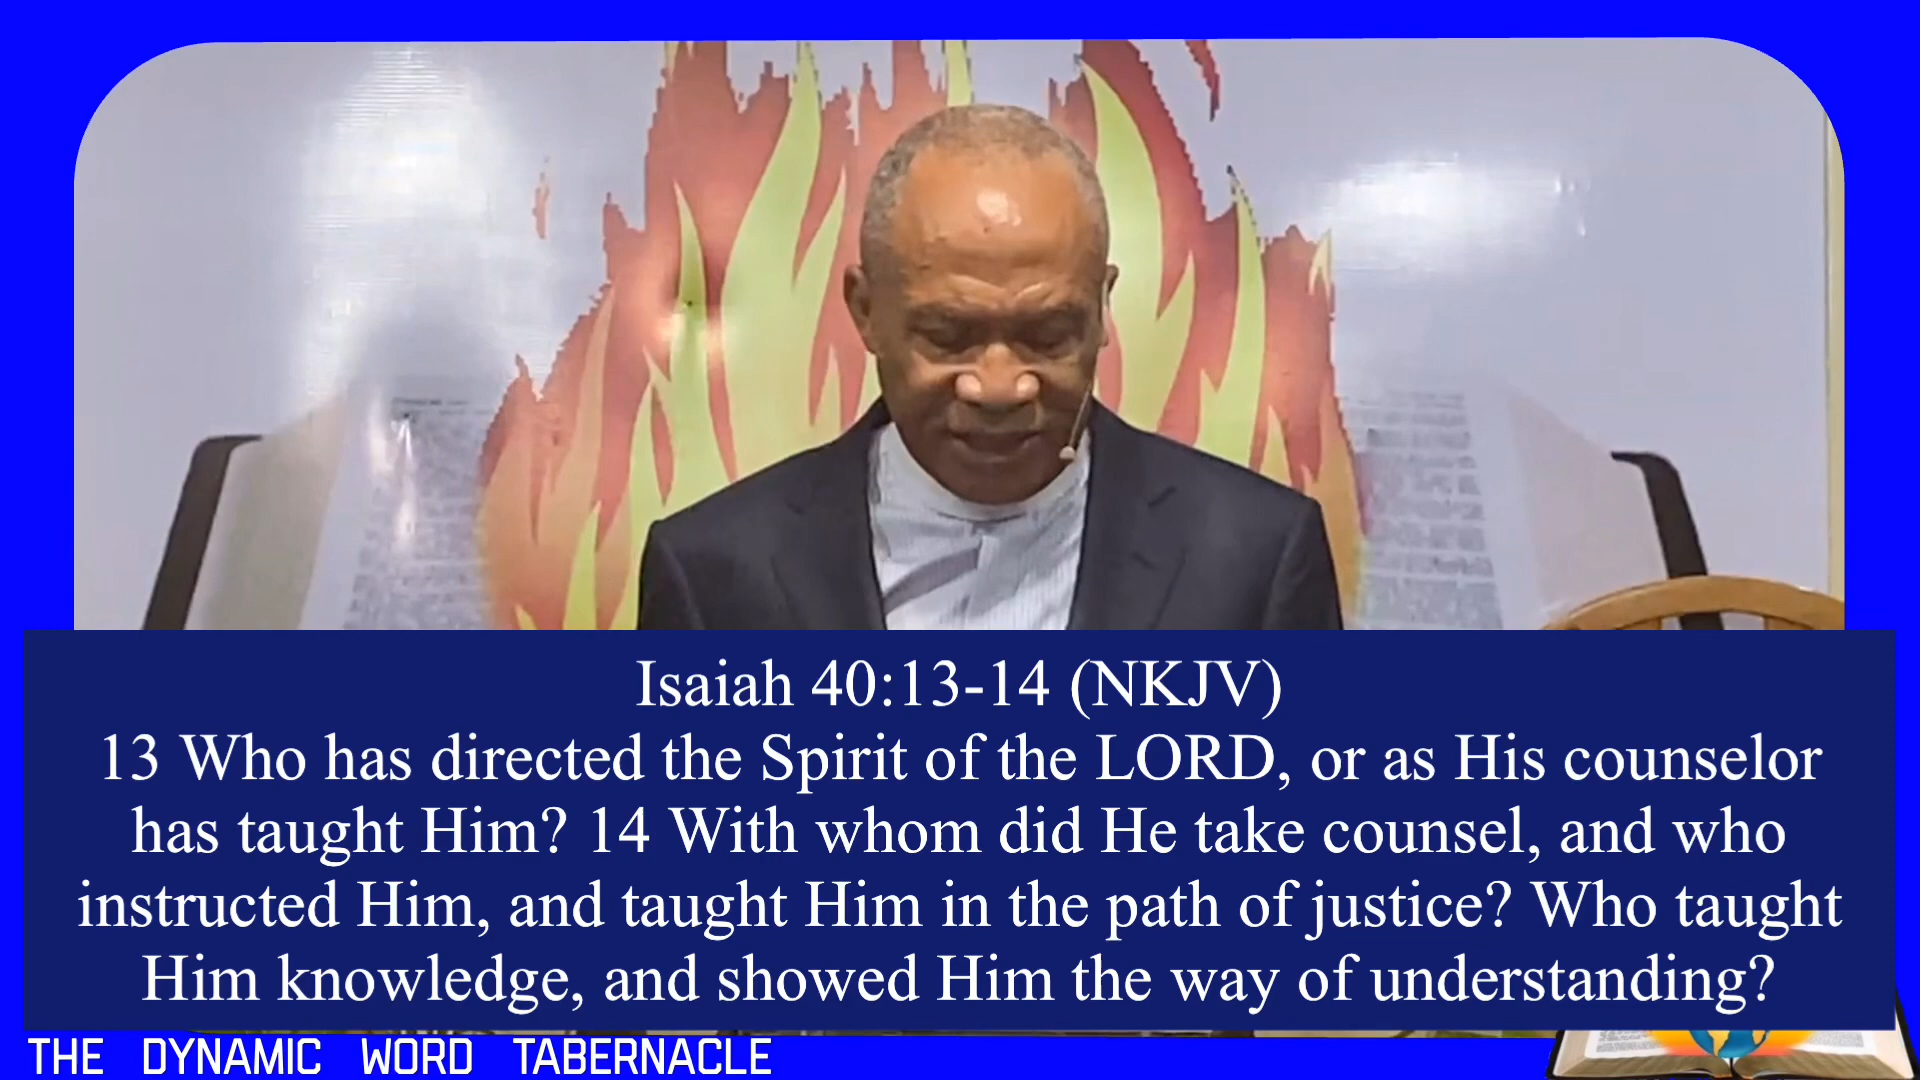 Isaiah 40:13-14 (NKJV)
13 Who has directed the Spirit of the LORD, or as His counselor
has taught Him? 14 With whom did He take counsel, and who
instructed Him, and taught Him in the path of justice? Who taught
Him knowledge, and showed Him the way of understanding?
THE DYNAMIC WORD TABERNACLE